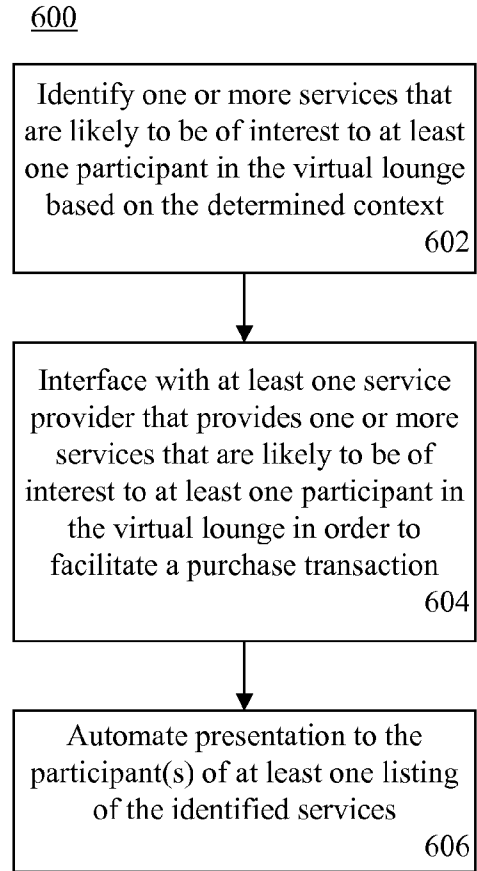 600
Identify one or more services that
are likely to be of interest to at least
one participant in the virtual lounge
based on the determined context
602
Interface with at least one service
provider that provides one or more
services that are likely to be of
interest to at least one participant in
the virtual lounge in order to
facilitate a purchase transaction
604
Automate presentation to the
participant(s) of at least one listing
of the identified services
606